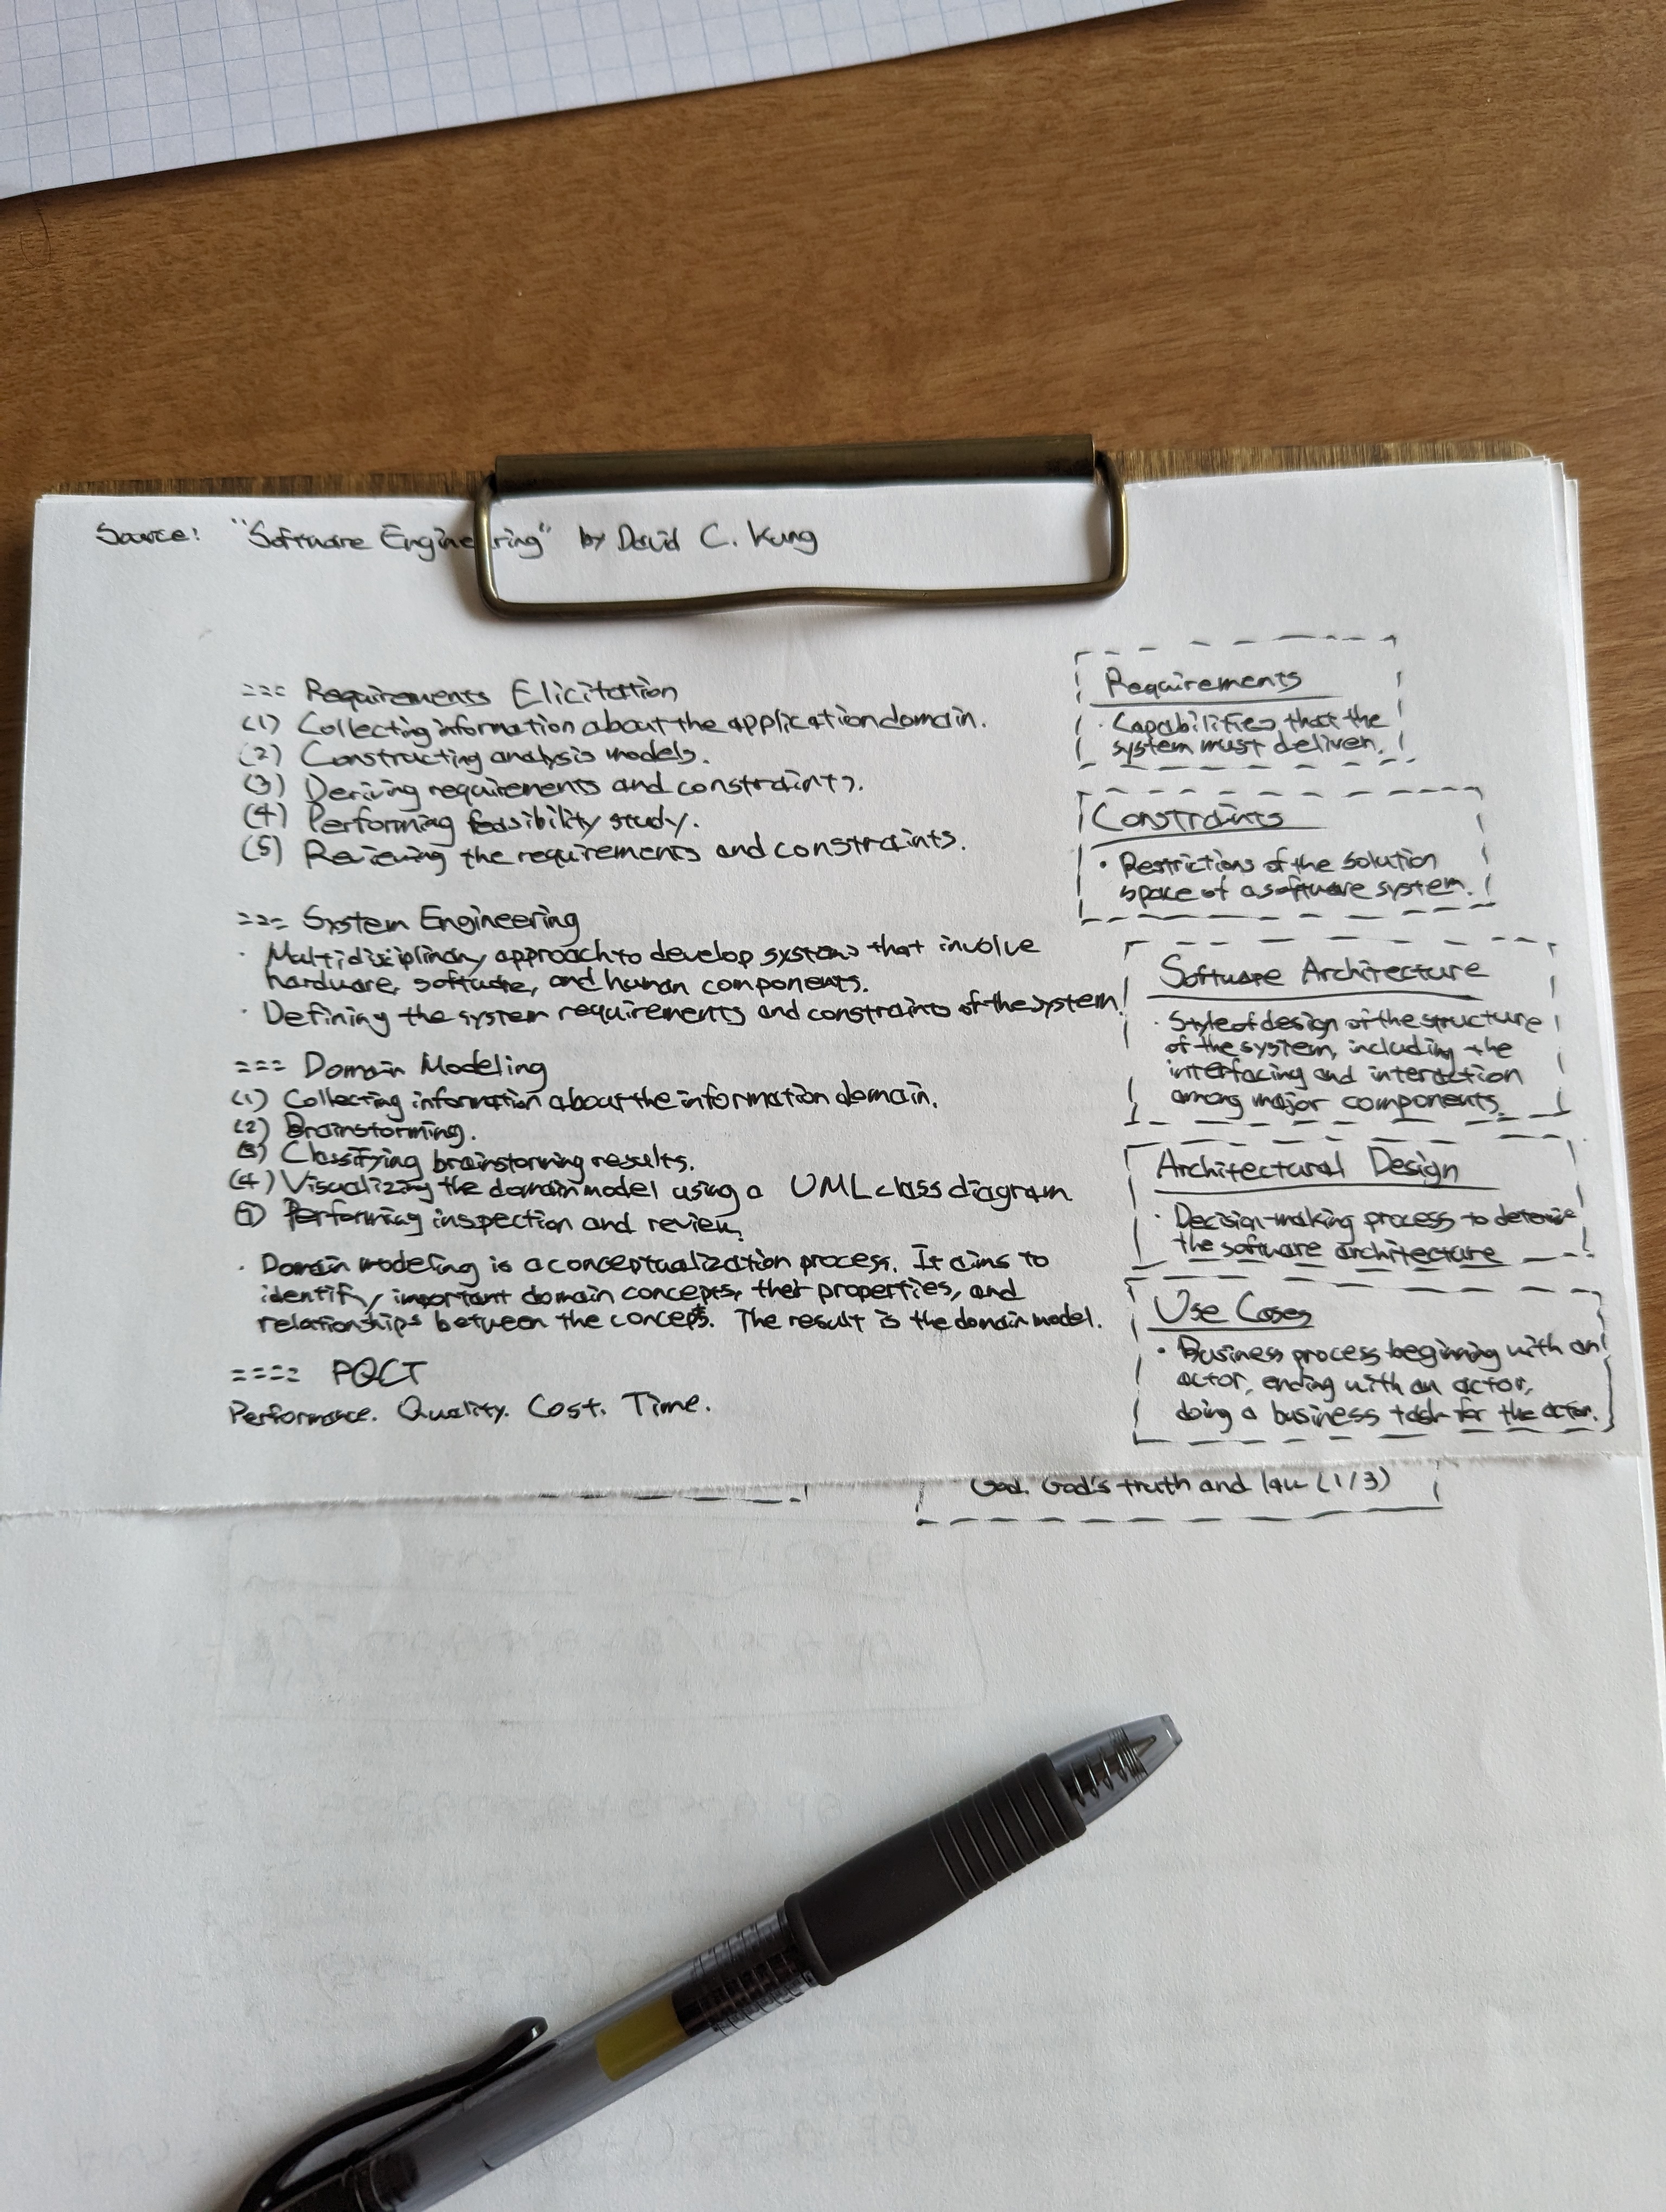 Source: "Software Engineering" by David C. Kung
=== Requirements Elicitation
(1) Collecting information about the application domain.
(2) Constructing analysis models.
(3) Deriving requirements and constraints.
(4) Performing feasibility study.
(5) Reviewing the requirements and constraints.
=== System Engineering
· Multidisciplinary approach to develop systems that involve
hardware, software, and human components.
· Defining the system requirements and constraints of the system.
=== Domain Modeling
(1) Collecting information about the information domain.
(2) Brainstorming.
(3) Classifying brainstorming results.
(4) Visualizing the domain model using a UML class diagram.
(5) Performing inspection and review.
· Domain modeling is a conceptualization process. It aims to
identify important domain concepts, their properties, and
relationships between the concepts. The result is the domain model.
==== PQCT
Performance. Quality. Cost. Time.
Requirements
· Capabilities that the
system must deliver.
Constraints
· Restrictions of the solution
space of a software system.
Software Architecture
· Style of design of the structure
of the system, including the
interfacing and interaction
among major components.
Architectural Design
· Decision-making process to determine
the software architecture
Use Cases
· Business process beginning with an
actor, ending with an actor,
doing a business task for the actor.
God. God's truth and law (1/3)